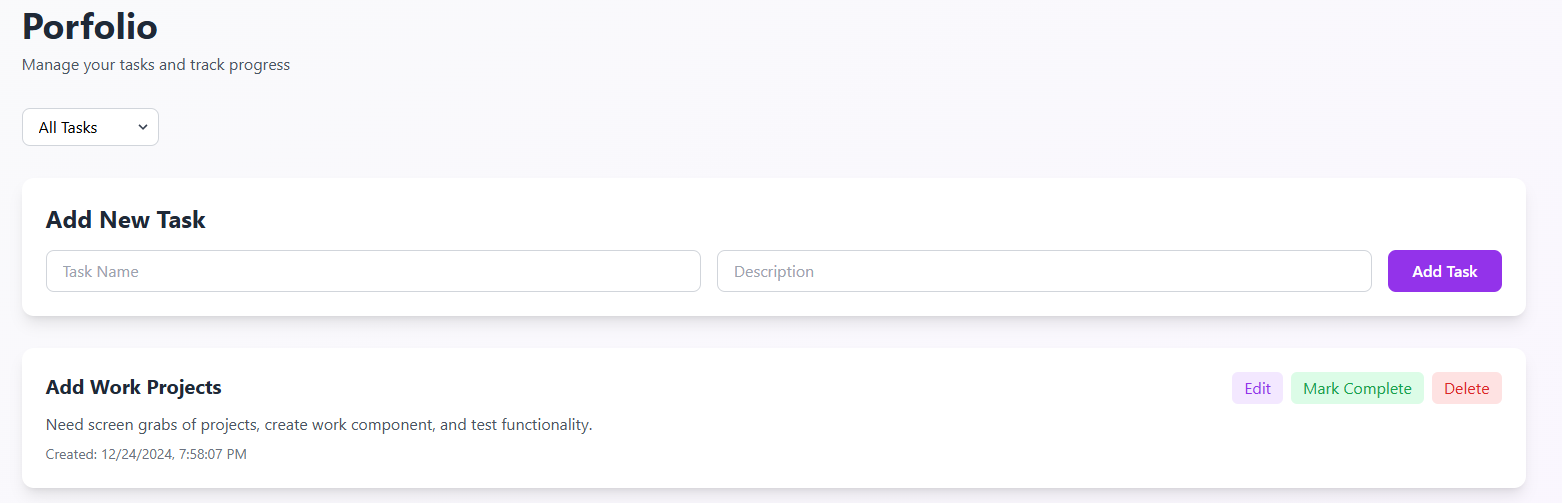 Porfolio
Manage your tasks and track progress
All Tasks
Add New Task
Task Name
Description
Add Task
Add Work Projects
Edit
Mark Complete
Delete
Need screen grabs of projects, create work component, and test functionality.
Created: 12/24/2024, 7:58:07 PM